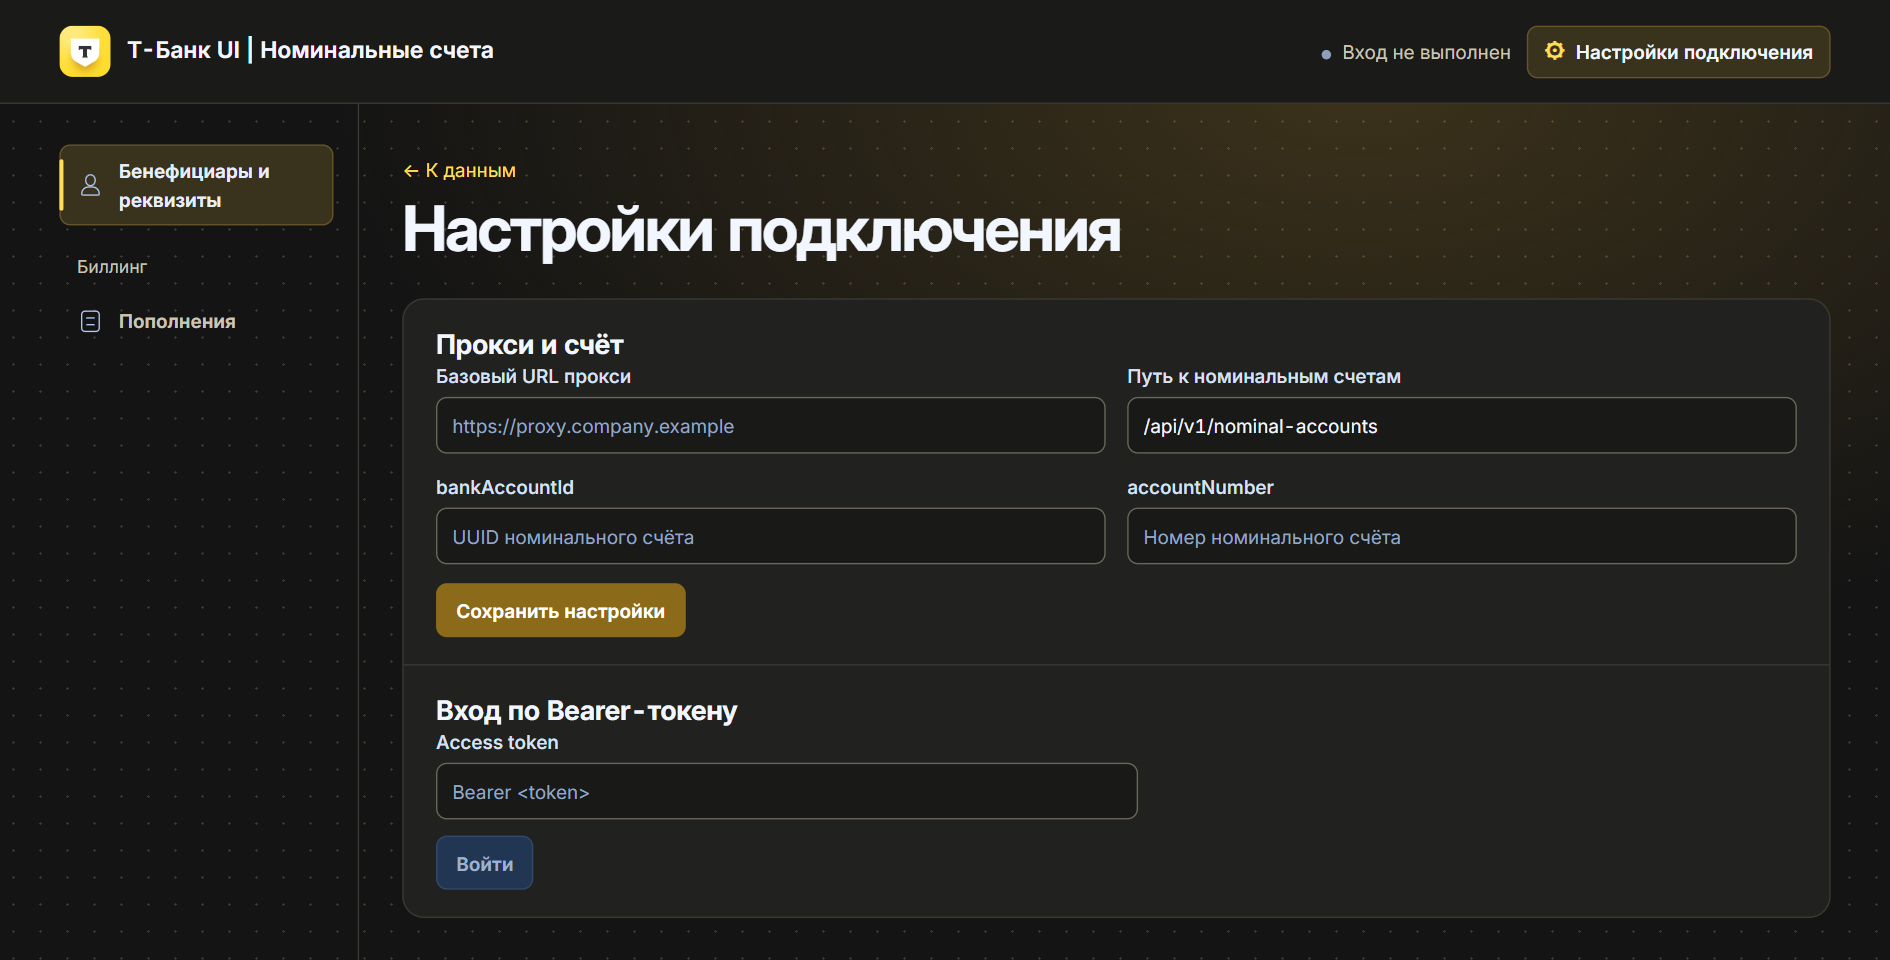 Т-Банк UI | Номинальные счета
Вход не выполнен
Настройки подключения
Бенефициары и
реквизиты
Биллинг
Пополнения
← К данным
Настройки подключения
Прокси и счёт
Базовый URL прокси
Путь к номинальным счетам
https://proxy.company.example
/api/v1/nominal-accounts
bankAccountId
accountNumber
UUID номинального счёта
Номер номинального счёта
Сохранить настройки
Вход по Bearer-токену
Access token
Bearer <token>
Войти